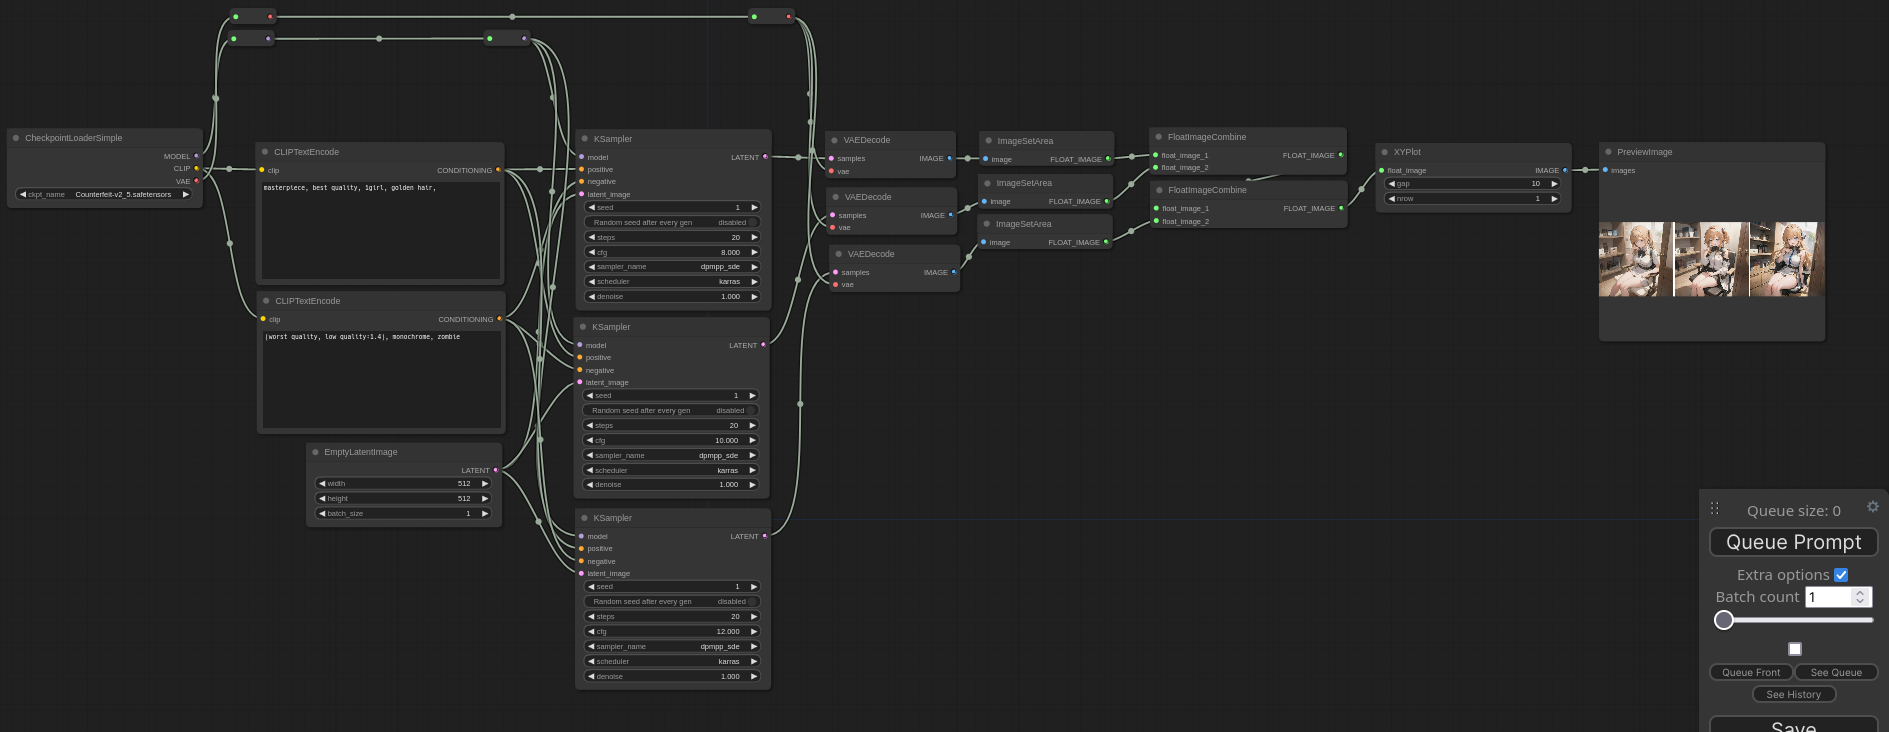 CheckpointLoaderSimple
MODEL
CLIP
VAE
ckpt_name Counterfeit-v2_5.safetensors
CLIPTextEncode
clip CONDITIONING
masterpiece, best quality, 1girl, golden hair,
CLIPTextEncode
clip CONDITIONING
(worst quality, low quality:1.4), monochrome, zombie
EmptyLatentImage
LATENT
width 512
height 512
batch_size 1
KSampler
model LATENT
positive
negative
latent_image
seed 1
Random seed after every gen disabled
steps 20
cfg 8.000
sampler_name dpmpp_sde
scheduler karras
denoise 1.000
KSampler
model LATENT
positive
negative
latent_image
seed 1
Random seed after every gen disabled
steps 20
cfg 10.000
sampler_name dpmpp_sde
scheduler karras
denoise 1.000
KSampler
model LATENT
positive
negative
latent_image
seed 1
Random seed after every gen disabled
steps 20
cfg 12.000
sampler_name dpmpp_sde
scheduler karras
denoise 1.000
VAEDecode
samples IMAGE
vae
VAEDecode
samples IMAGE
vae
VAEDecode
samples IMAGE
vae
ImageSetArea
image FLOAT_IMAGE
ImageSetArea
image FLOAT_IMAGE
ImageSetArea
image FLOAT_IMAGE
FloatImageCombine
float_image_1 FLOAT_IMAGE
float_image_2
FloatImageCombine
float_image_1 FLOAT_IMAGE
float_image_2
XYPlot
float_image IMAGE
gap 10
nrow 1
PreviewImage
images
Queue size: 0
Queue Prompt
Extra options
Batch count 1
Queue Front See Queue
See History
Save